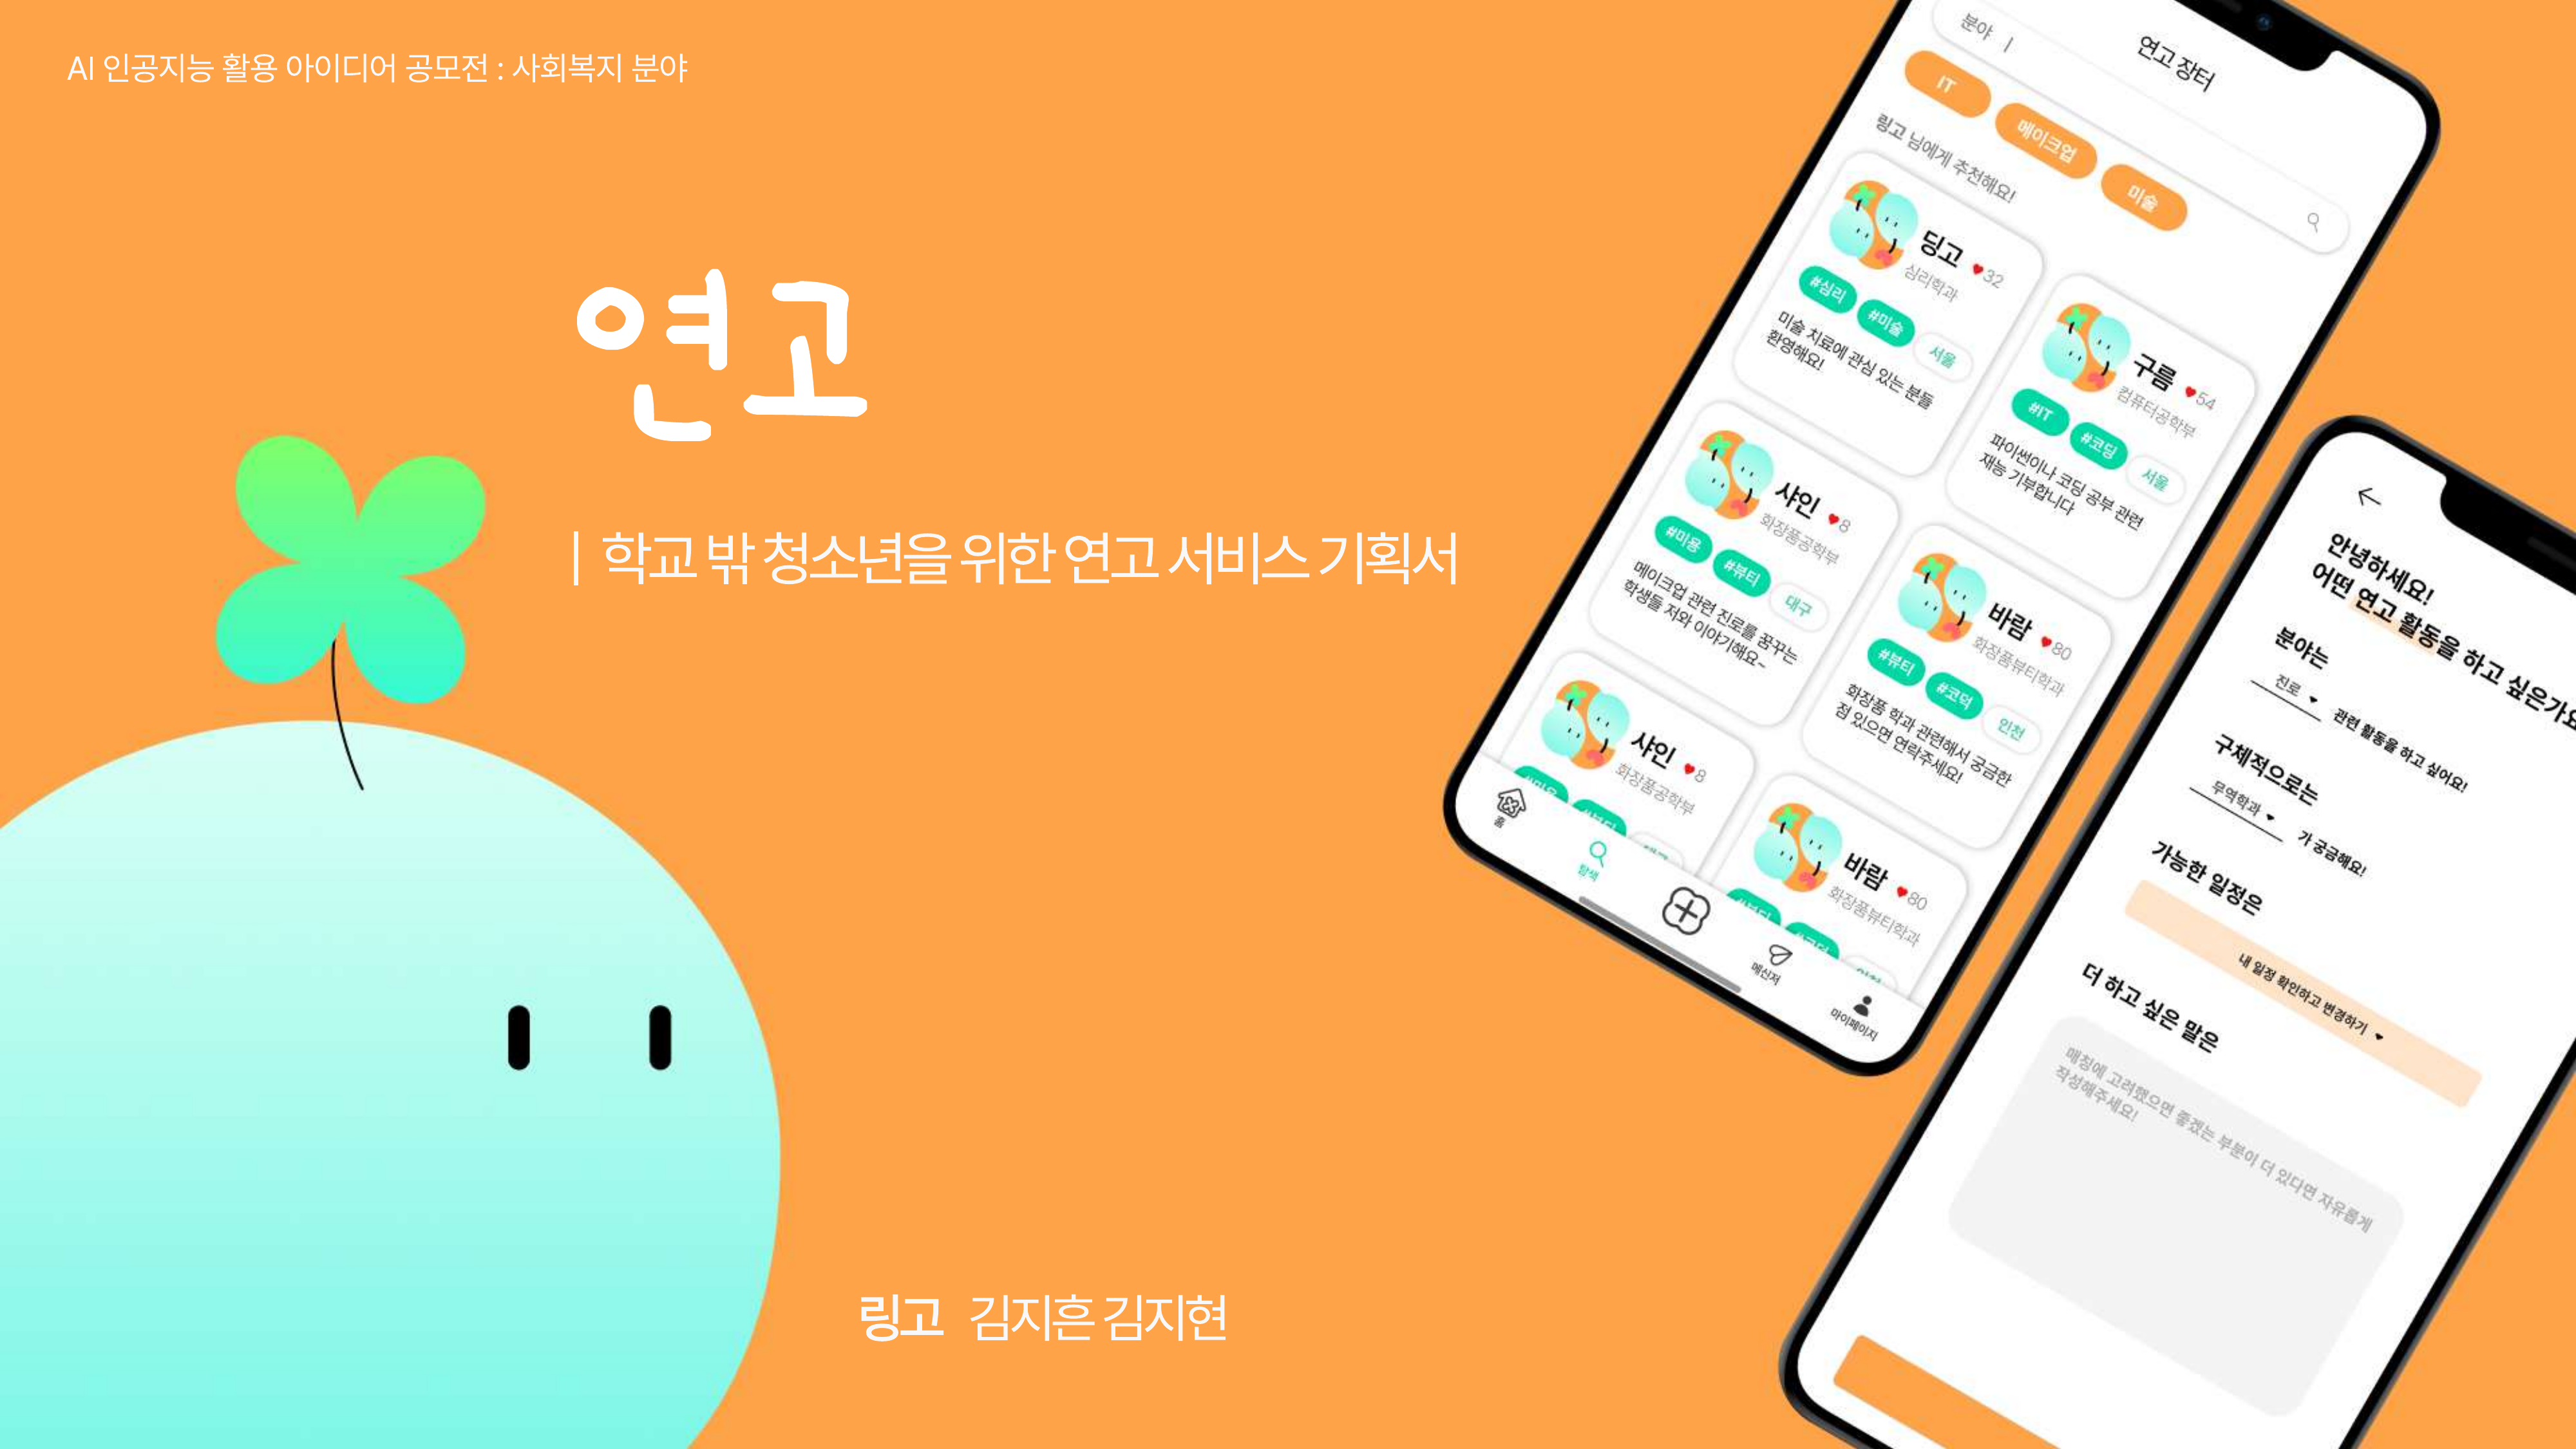 AI 인공지능 활용 아이디어 공모전 : 사회복지 분야
연고
| 학교 밖 청소년을 위한 연고 서비스 기획서
링고 김지흔 김지현
연고 장터
분야 |
IT
메이크업
미술
링고 님에게 추천해요!
딩고 32
심리학과
#심리 #미술 서울
미술 치료에 관심 있는 분들
환영해요!
구름 54
컴퓨터공학부
#IT #코딩 서울
파이썬이나 코딩 공부 관련
재능 기부합니다
샤인 8
화장품공학부
#미용 #뷰티 대구
메이크업 관련 진로를 꿈꾸는
학생들 저와 이야기해요~
바람 80
화장품뷰티학과
#뷰티 #코덕 인천
화장품 학과 관련해서 궁금한
점 있으면 연락주세요!
샤인 8
화장품공학부
바람 80
화장품뷰티학과
홈
탐색
메신저
마이페이지
안녕하세요!
어떤 연고 활동을 하고 싶은가요
분야는
진로 관련 활동을 하고 싶어요!
구체적으로는
무역학과 가 궁금해요!
가능한 일정은
내 일정 확인하고 변경하기
더 하고 싶은 말은
매칭에 고려했으면 좋겠는 부분이 더 있다면 자유롭게
작성해주세요!